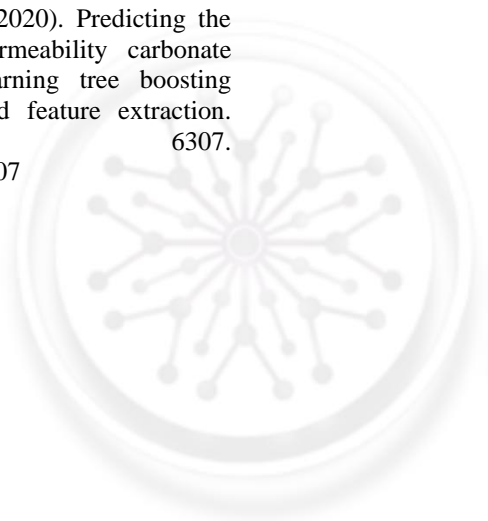 2020). Predicting the
rmeability carbonate
arning tree boosting
d feature extraction.
6307.
07